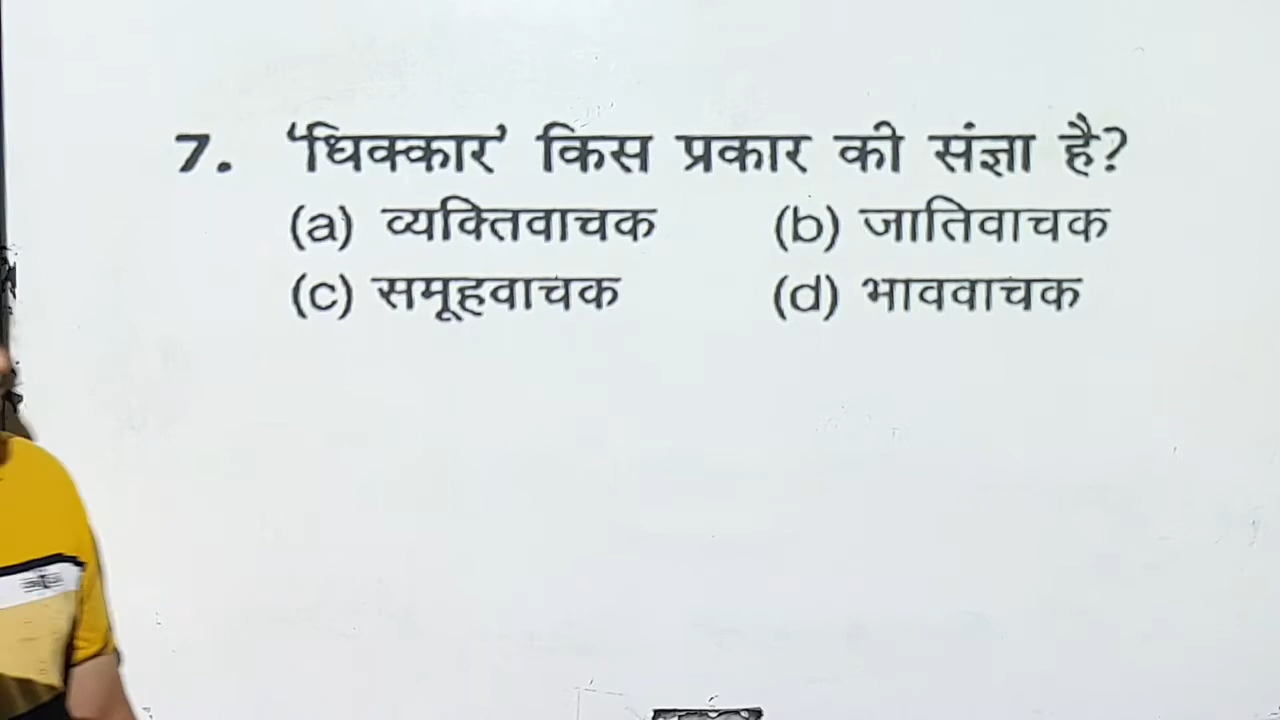 7. ‘धिक्कार’ किस प्रकार की संज्ञा है?
(a) व्यक्तिवाचक (b) जातिवाचक
(c) समूहवाचक (d) भाववाचक